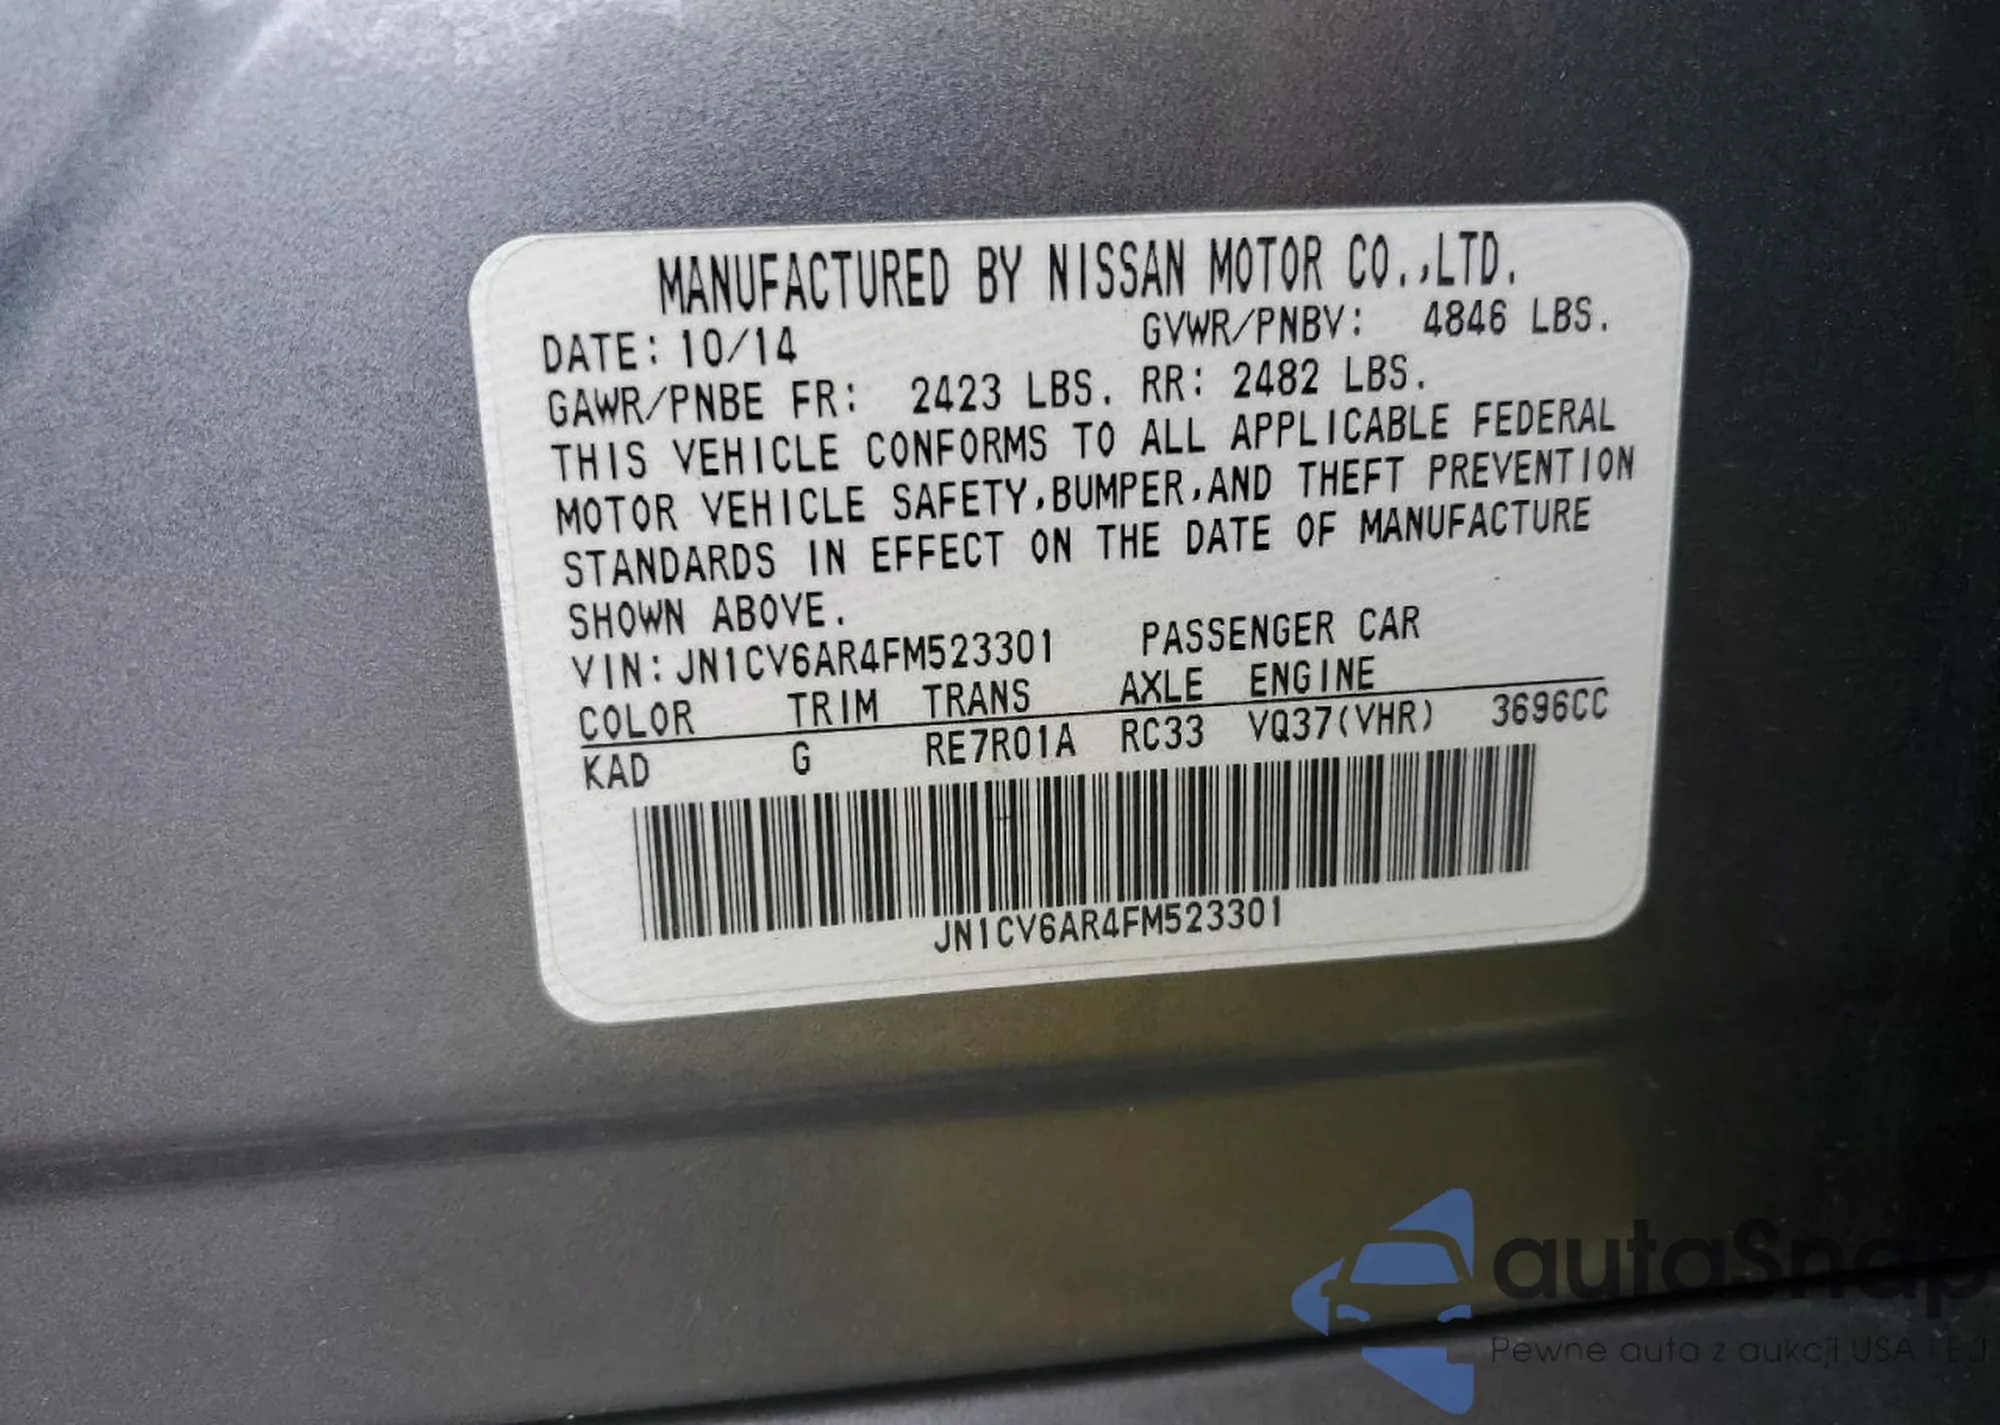 MANUFACTURED BY NISSAN MOTOR CO.,LTD.
DATE: 10/14 GVWR/PNBV: 4846 LBS.
GAWR/PNBE FR: 2423 LBS. RR: 2482 LBS.
THIS VEHICLE CONFORMS TO ALL APPLICABLE FEDERAL
MOTOR VEHICLE SAFETY,BUMPER,AND THEFT PREVENTION
STANDARDS IN EFFECT ON THE DATE OF MANUFACTURE
SHOWN ABOVE.
VIN: JN1CV6AR4FM523301 PASSENGER CAR
COLOR TRIM TRANS AXLE ENGINE
KAD G RE7R01A RC33 VQ37(VHR) 3696CC
JN1CV6AR4FM523301
autaSnap
Pewne auta z aukcji USA i EU